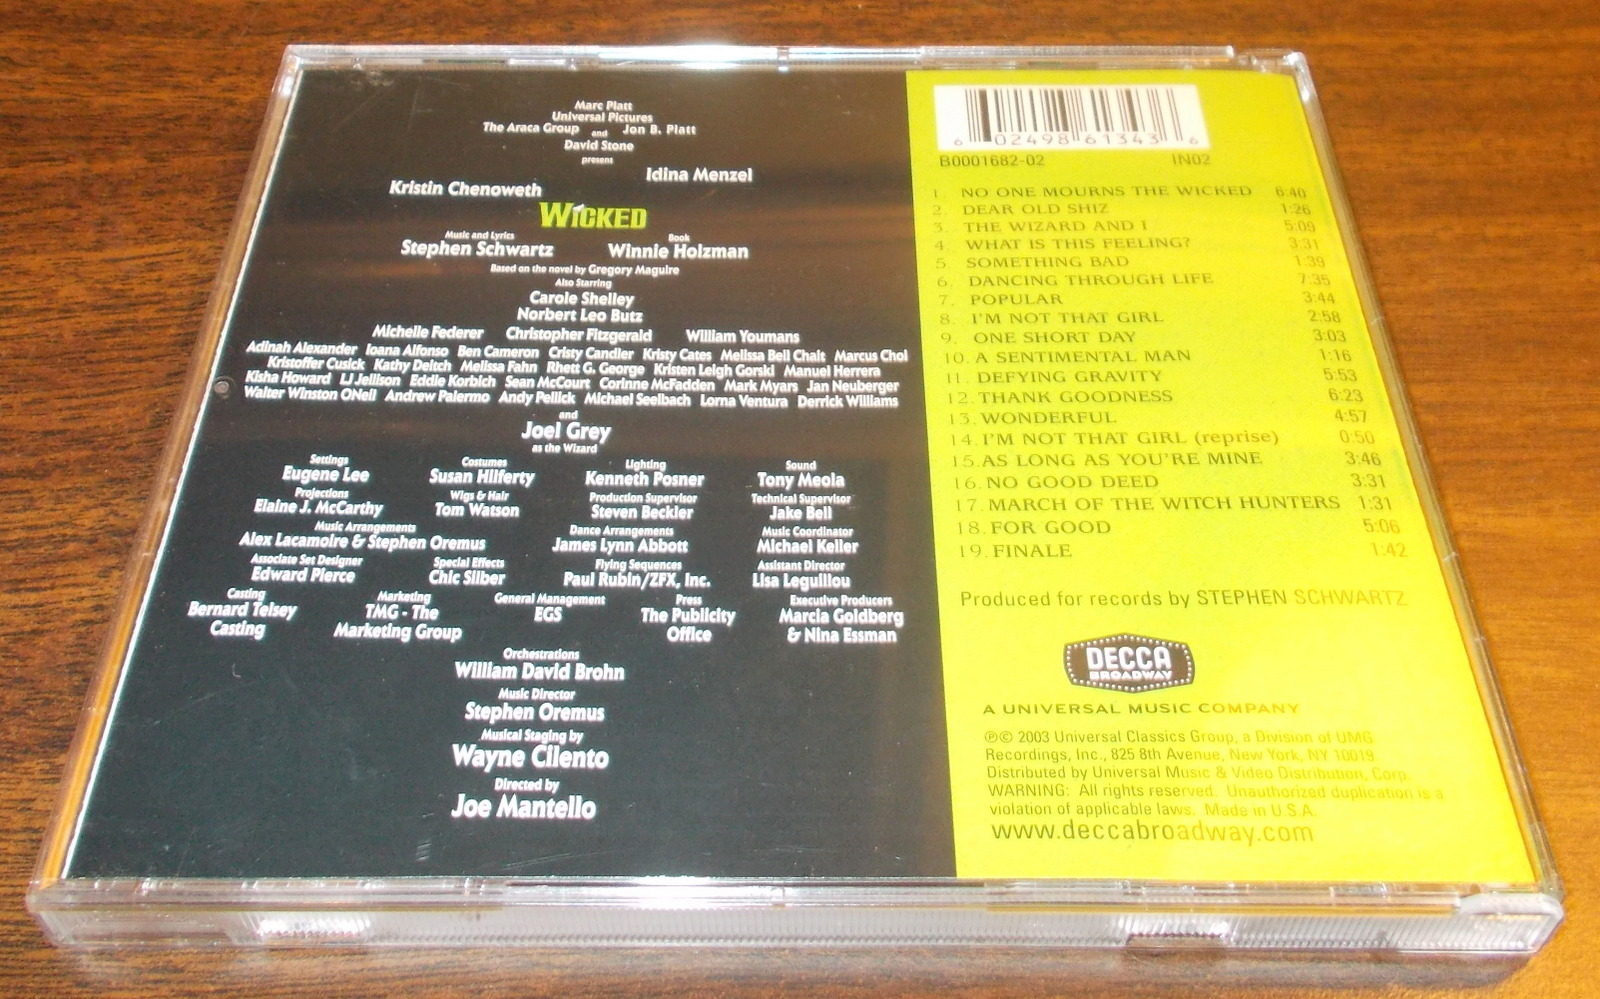 Marc Platt
Universal Pictures
The Araca Group and Jon B. Platt
David Stone
present
Idina Menzel
Kristin Chenoweth
WICKED
Music and Lyrics Book
Stephen Schwartz Winnie Holzman
Based on the novel by Gregory Maguire
Also Starring
Carole Shelley
Norbert Leo Butz
Michelle Federer Christopher Fitzgerald William Youmans
Adinah Alexander Ioana Alfonso Ben Cameron Cristy Candler Kristy Cates Melissa Bell Chait Marcus Choi
Kristoffer Cusick Kathy Deitch Melissa Fahn Rhett G. George Kristen Leigh Gorski Manuel Herrera
Kisha Howard LJ Jellison Eddie Korbich Sean McCourt Corinne McFadden Mark Myars Jan Neuberger
Walter Winston ONeil Andrew Palermo Andy Pellick Michael Seelbach Lorna Ventura Derrick Williams
and
Joel Grey
as the Wizard
Settings Costumes Lighting Sound
Eugene Lee Susan Hilferty Kenneth Posner Tony Meola
Projections Wigs & Hair Production Supervisor Technical Supervisor
Elaine J. McCarthy Tom Watson Steven Beckler Jake Bell
Music Arrangements Dance Arrangements Music Coordinator
Alex Lacamoire & Stephen Oremus James Lynn Abbott Michael Keller
Associate Set Designer Special Effects Flying Sequences Assistant Director
Edward Pierce Chic Silber Paul Rubin/ZFX, Inc. Lisa Leguillou
Casting Marketing General Management Press Executive Producers
Bernard Telsey TMG - The EGS The Publicity Marcia Goldberg
Casting Marketing Group Office & Nina Essman
Orchestrations
William David Brohn
Music Director
Stephen Oremus
Musical Staging by
Wayne Cilento
Directed by
Joe Mantello
6 02498 61343 6
B0001682-02 IN02
1. NO ONE MOURNS THE WICKED 6:40
2. DEAR OLD SHIZ 1:26
3. THE WIZARD AND I 5:09
4. WHAT IS THIS FEELING? 3:31
5. SOMETHING BAD 1:39
6. DANCING THROUGH LIFE 7:35
7. POPULAR 3:44
8. I'M NOT THAT GIRL 2:58
9. ONE SHORT DAY 3:03
10. A SENTIMENTAL MAN 1:16
11. DEFYING GRAVITY 5:53
12. THANK GOODNESS 6:23
13. WONDERFUL 4:57
14. I'M NOT THAT GIRL (reprise) 0:50
15. AS LONG AS YOU'RE MINE 3:46
16. NO GOOD DEED 3:31
17. MARCH OF THE WITCH HUNTERS 1:31
18. FOR GOOD 5:06
19. FINALE 1:42
Produced for records by STEPHEN SCHWARTZ
DECCA
BROADWAY
A UNIVERSAL MUSIC COMPANY
℗© 2003 Universal Classics Group, a Division of UMG
Recordings, Inc., 825 8th Avenue, New York, NY 10019.
Distributed by Universal Music & Video Distribution, Corp.
WARNING: All rights reserved. Unauthorized duplication is a
violation of applicable laws. Made in U.S.A.
www.deccabroadway.com